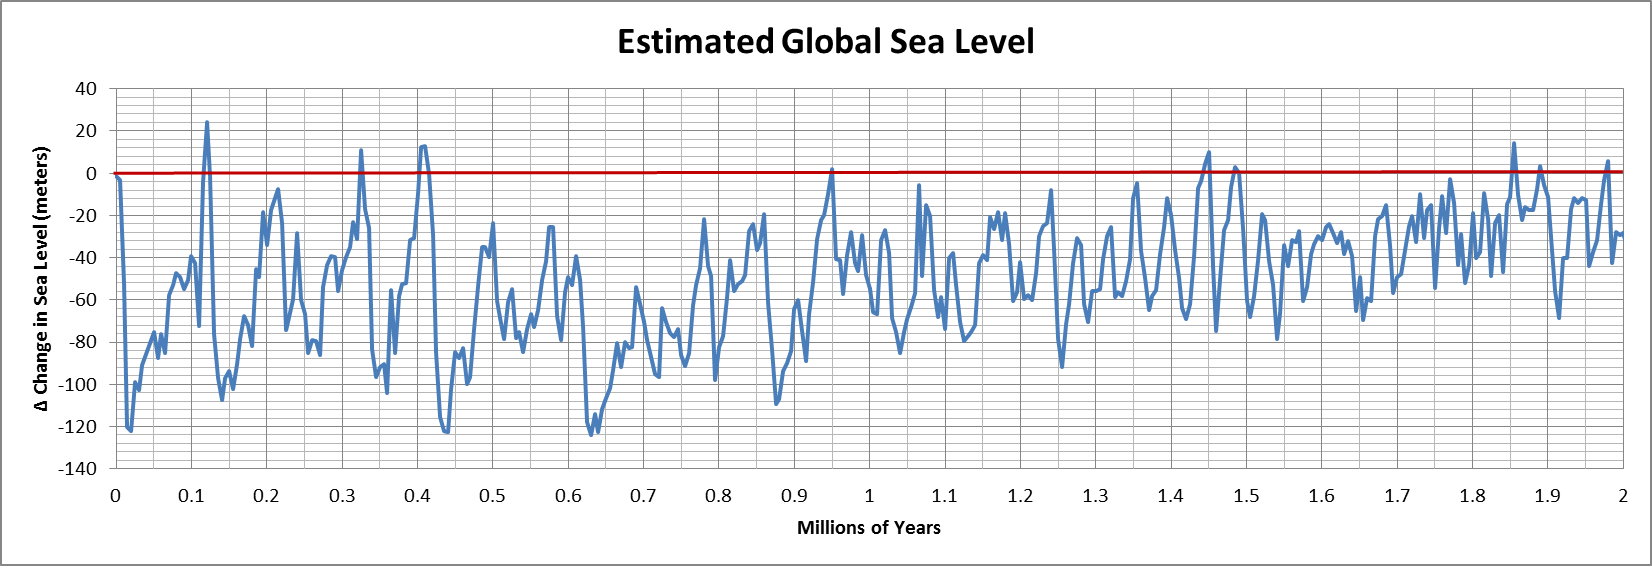 Estimated Global Sea Level
Δ Change in Sea Level (meters)
40
20
0
-20
-40
-60
-80
-100
-120
-140
0 0.1 0.2 0.3 0.4 0.5 0.6 0.7 0.8 0.9 1 1.1 1.2 1.3 1.4 1.5 1.6 1.7 1.8 1.9 2
Millions of Years